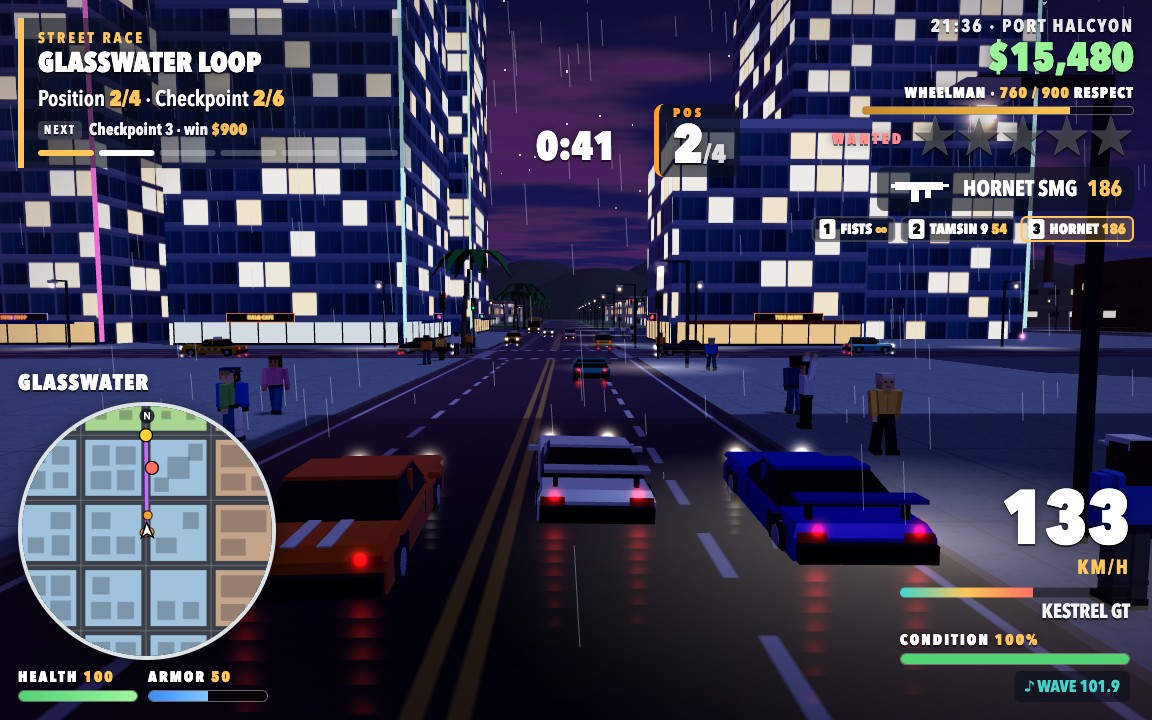 STREET RACE
GLASSWATER LOOP
Position 2/4 · Checkpoint 2/6
NEXT Checkpoint 3 · win $900
0:41
POS
2/4
21:36 · PORT HALCYON
$15,480
WHEELMAN · 760 / 900 RESPECT
WANTED
HORNET SMG 186
1 FISTS ∞ 2 TAMSIN 9 54 3 HORNET 186
GLASSWATER
N
HEALTH 100 ARMOR 50
133
KM/H
KESTREL GT
CONDITION 100%
♪ WAVE 101.9